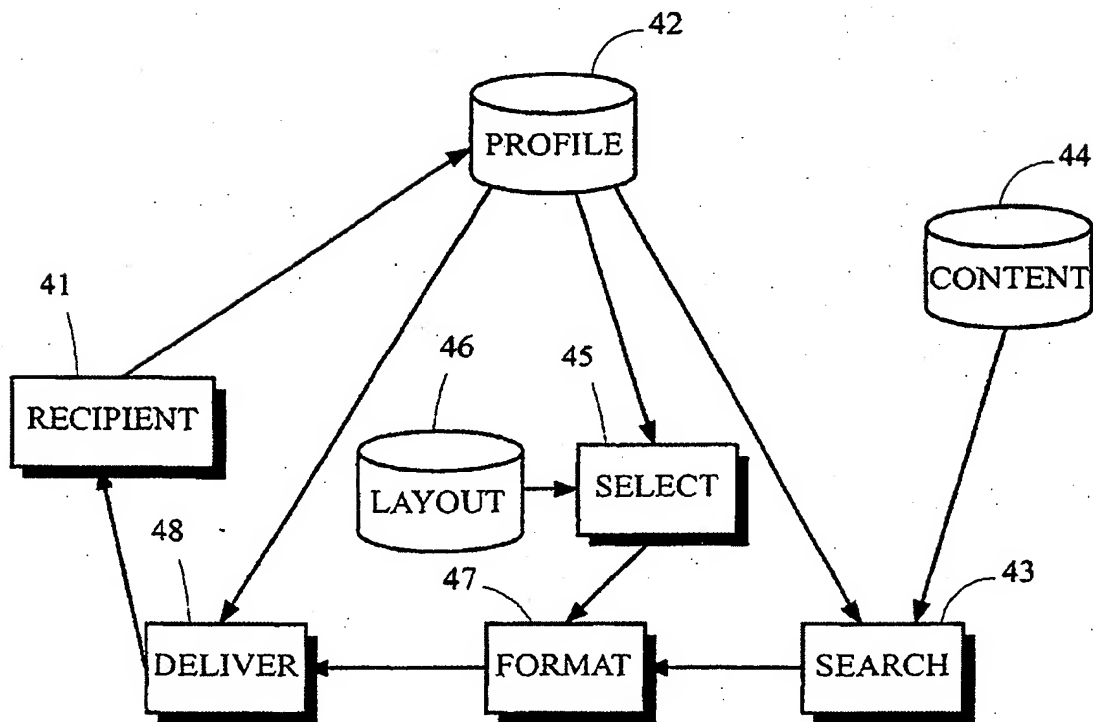 42
PROFILE
44
CONTENT
41
RECIPIENT
46
45
LAYOUT
SELECT
48
47
43
DELIVER
FORMAT
SEARCH